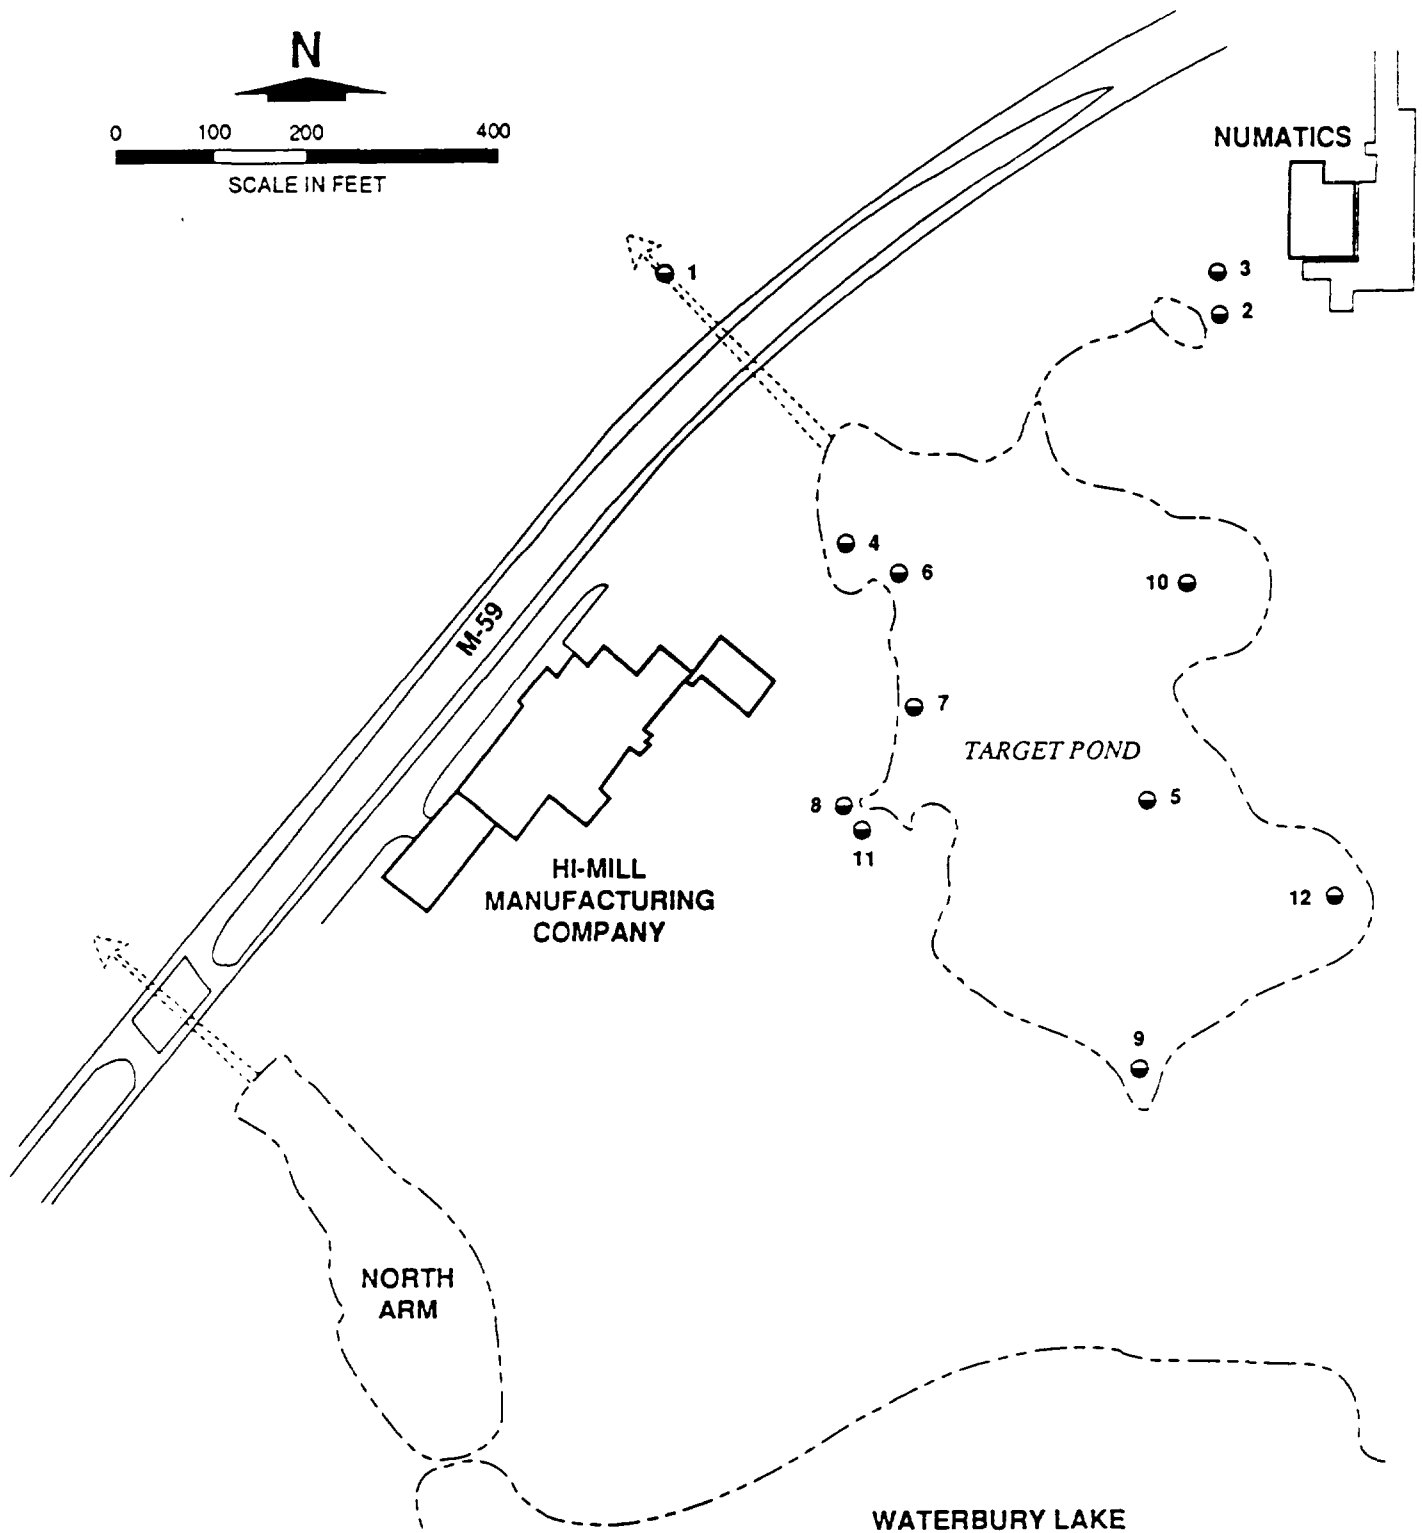 N
0 100 200 400
SCALE IN FEET
NUMATICS
1
3
2
4
6
10
M-59
7
TARGET POND
5
8
11
HI-MILL
MANUFACTURING
COMPANY
12
9
NORTH
ARM
WATERBURY LAKE